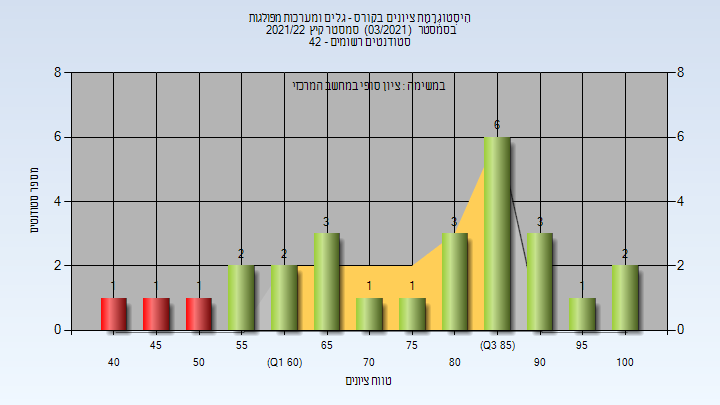 היסטוגרמת ציונים בקורס - גלים ומערכות מפולגות
בסמסטר (03/2021) סמסטר קיץ 2021/22
סטודנטים רשומים - 42
במשימה : ציון סופי במחשב המרכזי
מספר סטודנטים
8 8
6 6
4 4
2 2
0 0
1 1 1 2 2 3 1 1 3 6 3 1 2
40 45 50 55 (Q1 60) 65 70 75 80 (Q3 85) 90 95 100
טווח ציונים